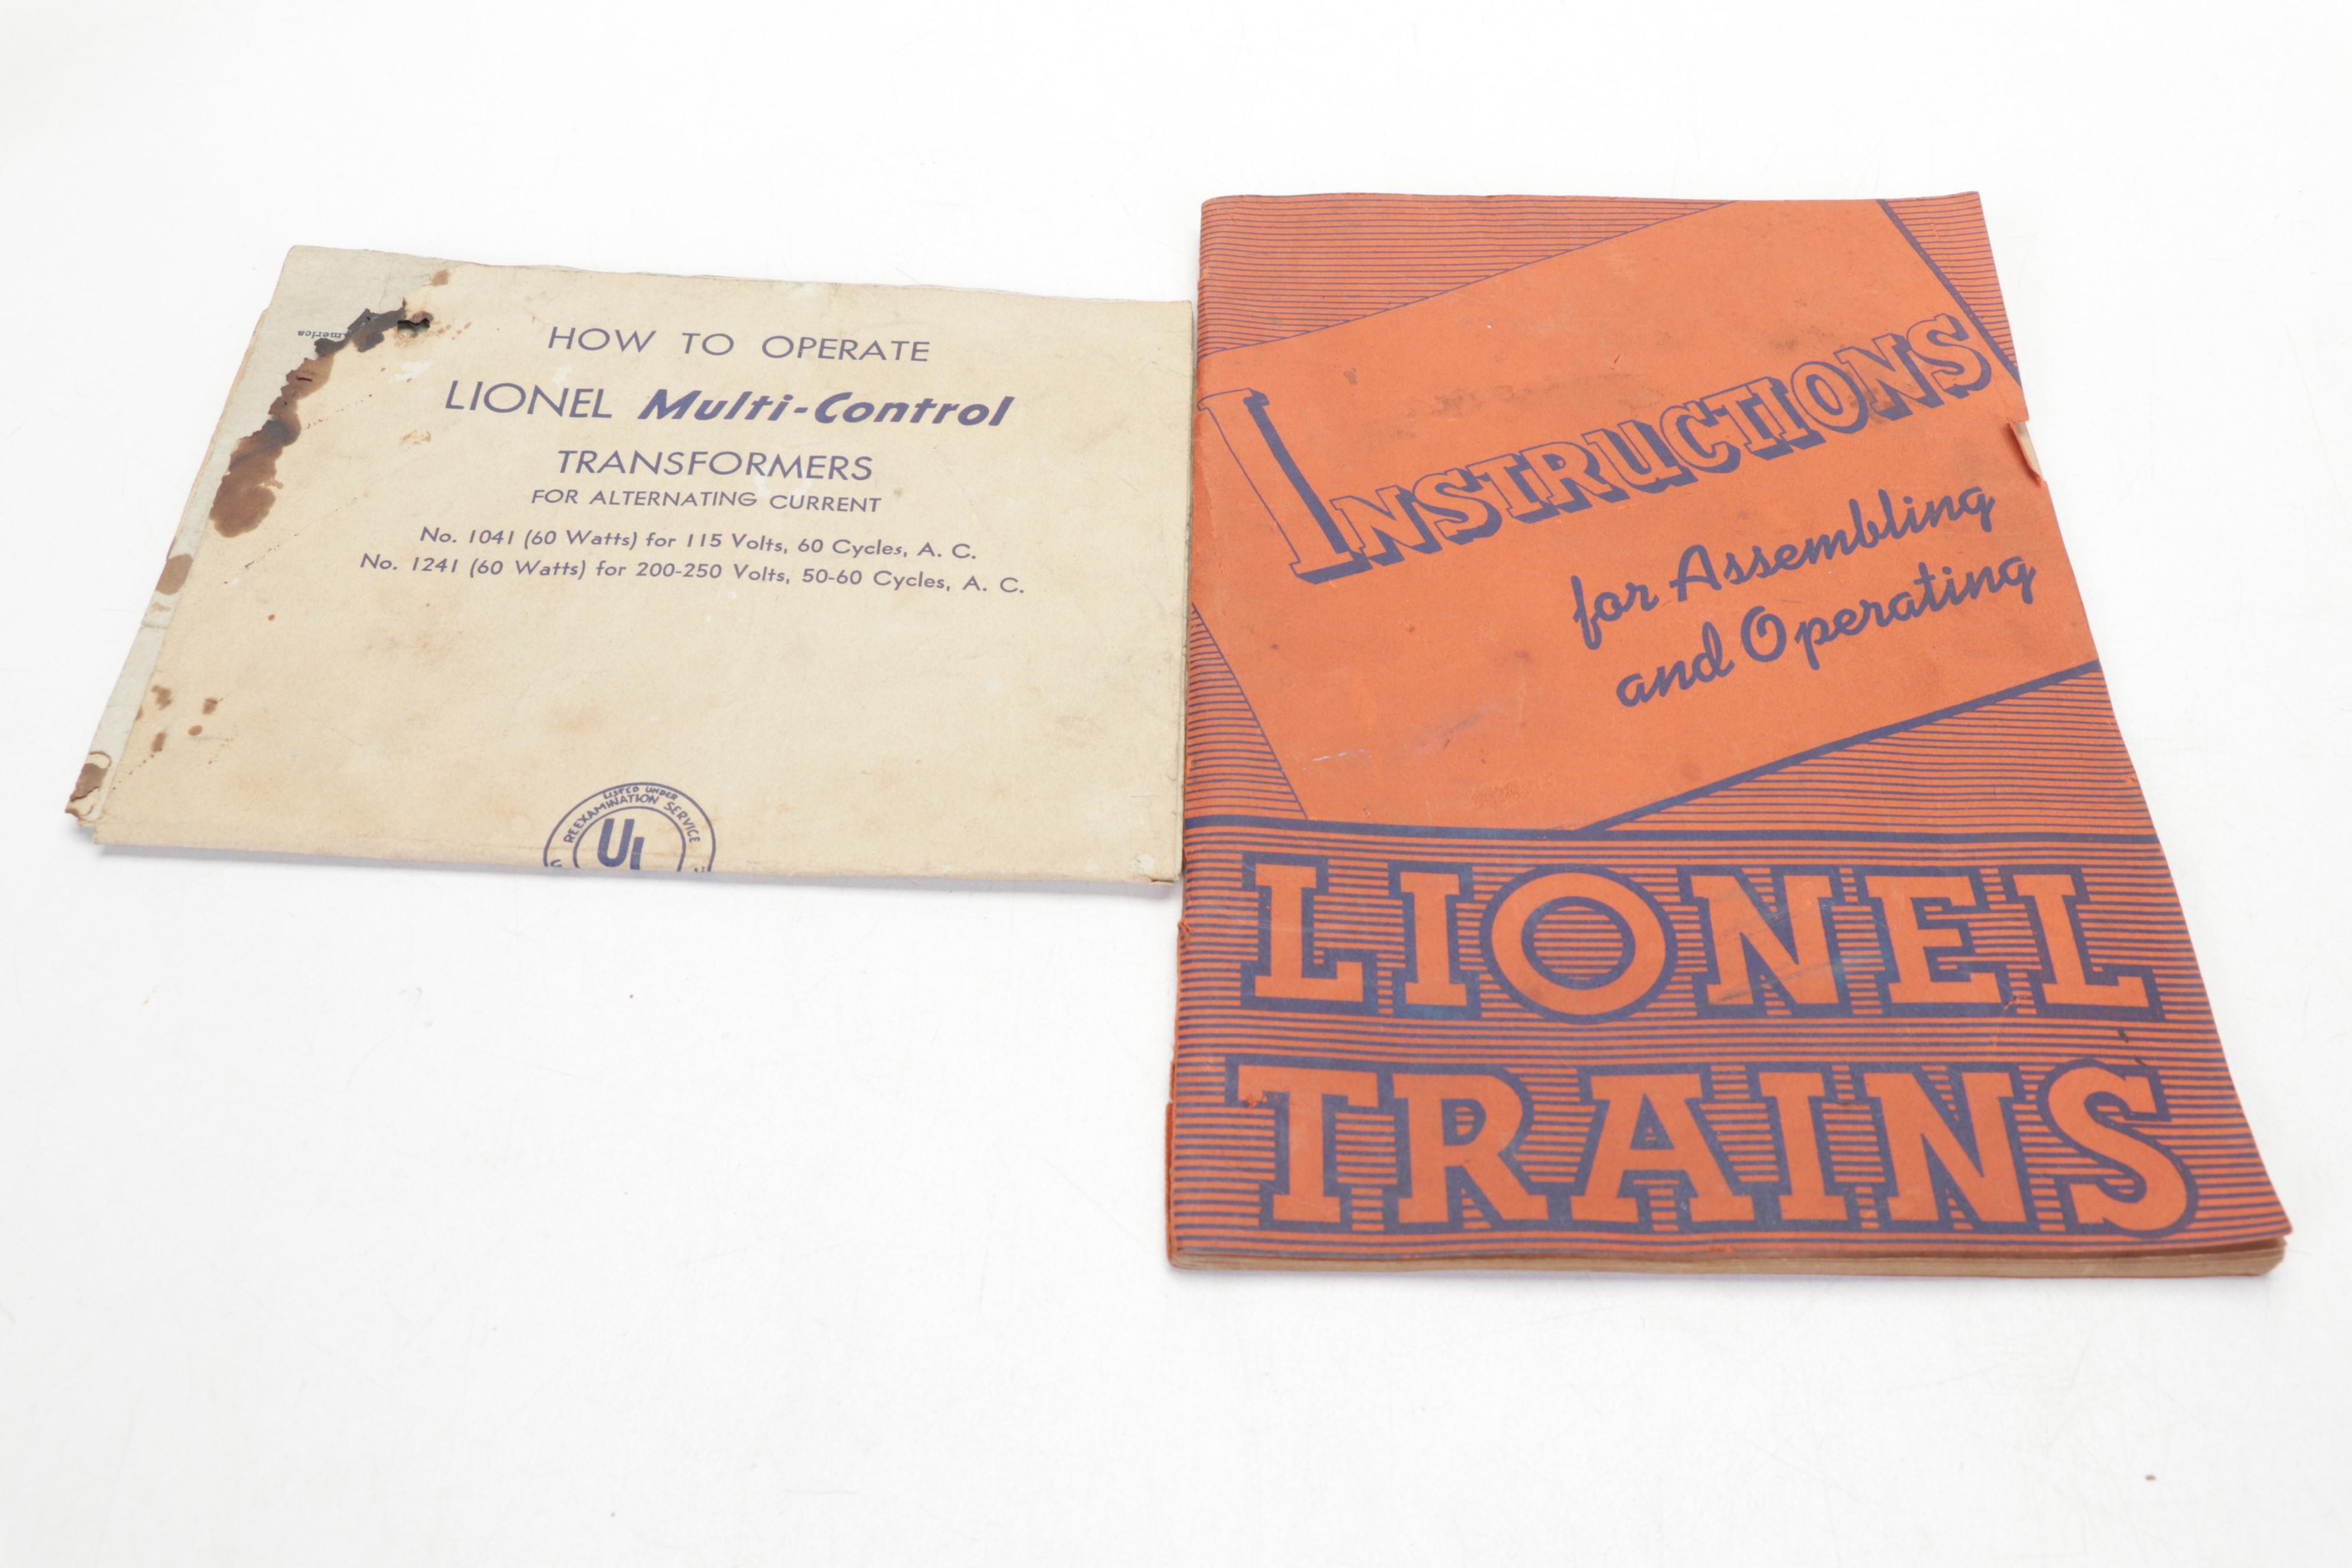 merica
HOW TO OPERATE
LIONEL Multi-Control
TRANSFORMERS
FOR ALTERNATING CURRENT
No. 1041 (60 Watts) for 115 Volts, 60 Cycles, A. C.
No. 1241 (60 Watts) for 200-250 Volts, 50-60 Cycles, A. C.
LISTED UNDER
REEXAMINATION SERVICE
UL
INSTRUCTIONS
for Assembling
and Operating
LIONEL
TRAINS